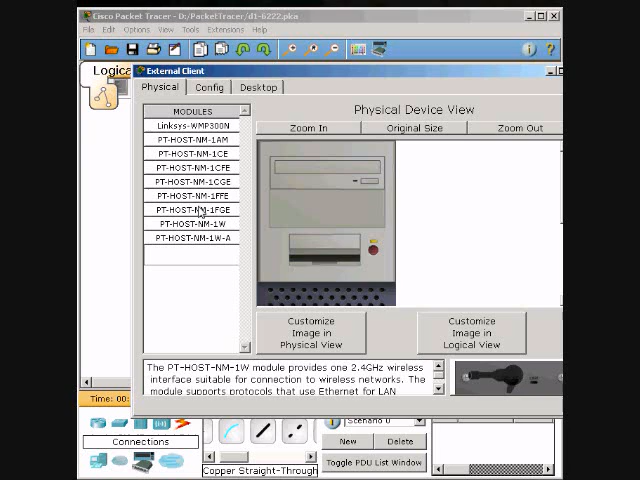 Cisco Packet Tracer - D:/PacketTracer/d1-6222.pka
File Edit Options View Tools Extensions Help
Logica
External Client
Physical Config Desktop
MODULES
Linksys-WMP300N
PT-HOST-NM-1AM
PT-HOST-NM-1CE
PT-HOST-NM-1CFE
PT-HOST-NM-1CGE
PT-HOST-NM-1FFE
PT-HOST-NM-1FGE
PT-HOST-NM-1W
PT-HOST-NM-1W-A
Physical Device View
Zoom In Original Size Zoom Out
Customize
Image in
Physical View
Customize
Image in
Logical View
The PT-HOST-NM-1W module provides one 2.4GHz wireless
interface suitable for connection to wireless networks. The
module supports protocols that use Ethernet for LAN
Time: 00:
Connections
Copper Straight-Through
Scenario 0
New Delete
Toggle PDU List Window